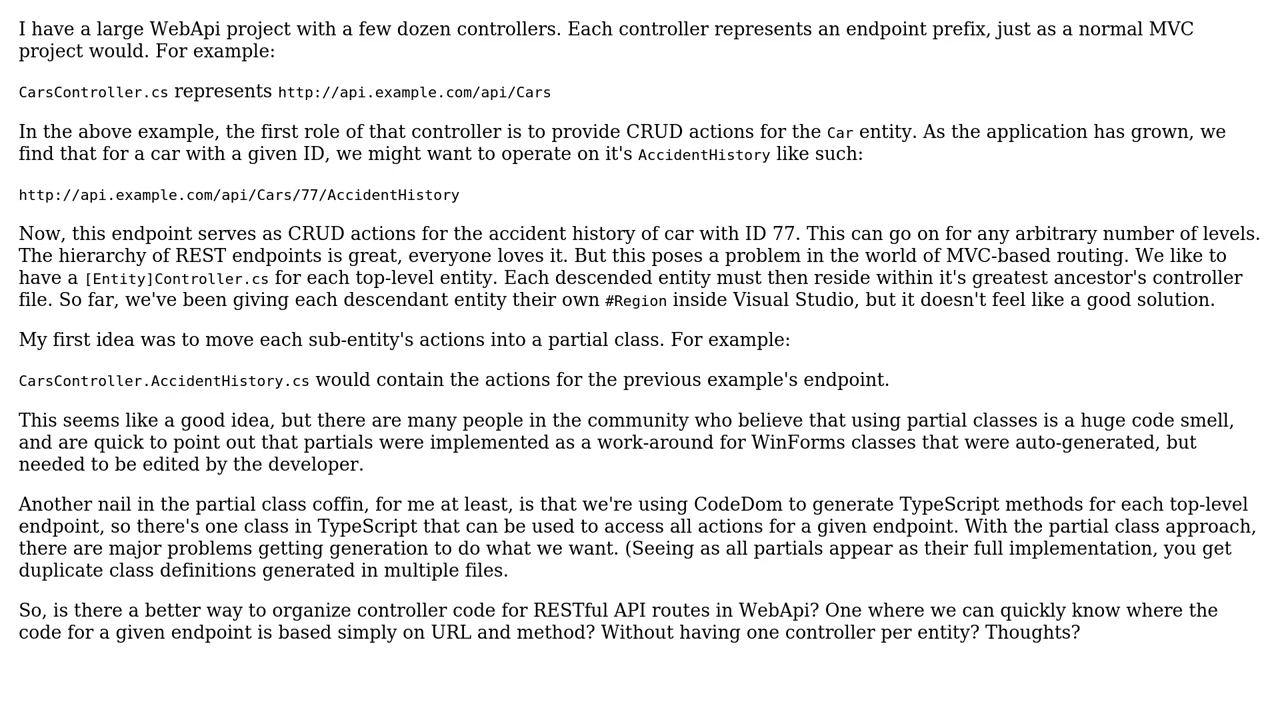 I have a large WebApi project with a few dozen controllers. Each controller represents an endpoint prefix, just as a normal MVC
project would. For example:
CarsController.cs represents http://api.example.com/api/Cars
In the above example, the first role of that controller is to provide CRUD actions for the Car entity. As the application has grown, we
find that for a car with a given ID, we might want to operate on it's AccidentHistory like such:
http://api.example.com/api/Cars/77/AccidentHistory
Now, this endpoint serves as CRUD actions for the accident history of car with ID 77. This can go on for any arbitrary number of levels.
The hierarchy of REST endpoints is great, everyone loves it. But this poses a problem in the world of MVC-based routing. We like to
have a [Entity]Controller.cs for each top-level entity. Each descended entity must then reside within it's greatest ancestor's controller
file. So far, we've been giving each descendant entity their own #Region inside Visual Studio, but it doesn't feel like a good solution.
My first idea was to move each sub-entity's actions into a partial class. For example:
CarsController.AccidentHistory.cs would contain the actions for the previous example's endpoint.
This seems like a good idea, but there are many people in the community who believe that using partial classes is a huge code smell,
and are quick to point out that partials were implemented as a work-around for WinForms classes that were auto-generated, but
needed to be edited by the developer.
Another nail in the partial class coffin, for me at least, is that we're using CodeDom to generate TypeScript methods for each top-level
endpoint, so there's one class in TypeScript that can be used to access all actions for a given endpoint. With the partial class approach,
there are major problems getting generation to do what we want. (Seeing as all partials appear as their full implementation, you get
duplicate class definitions generated in multiple files.
So, is there a better way to organize controller code for RESTful API routes in WebApi? One where we can quickly know where the
code for a given endpoint is based simply on URL and method? Without having one controller per entity? Thoughts?